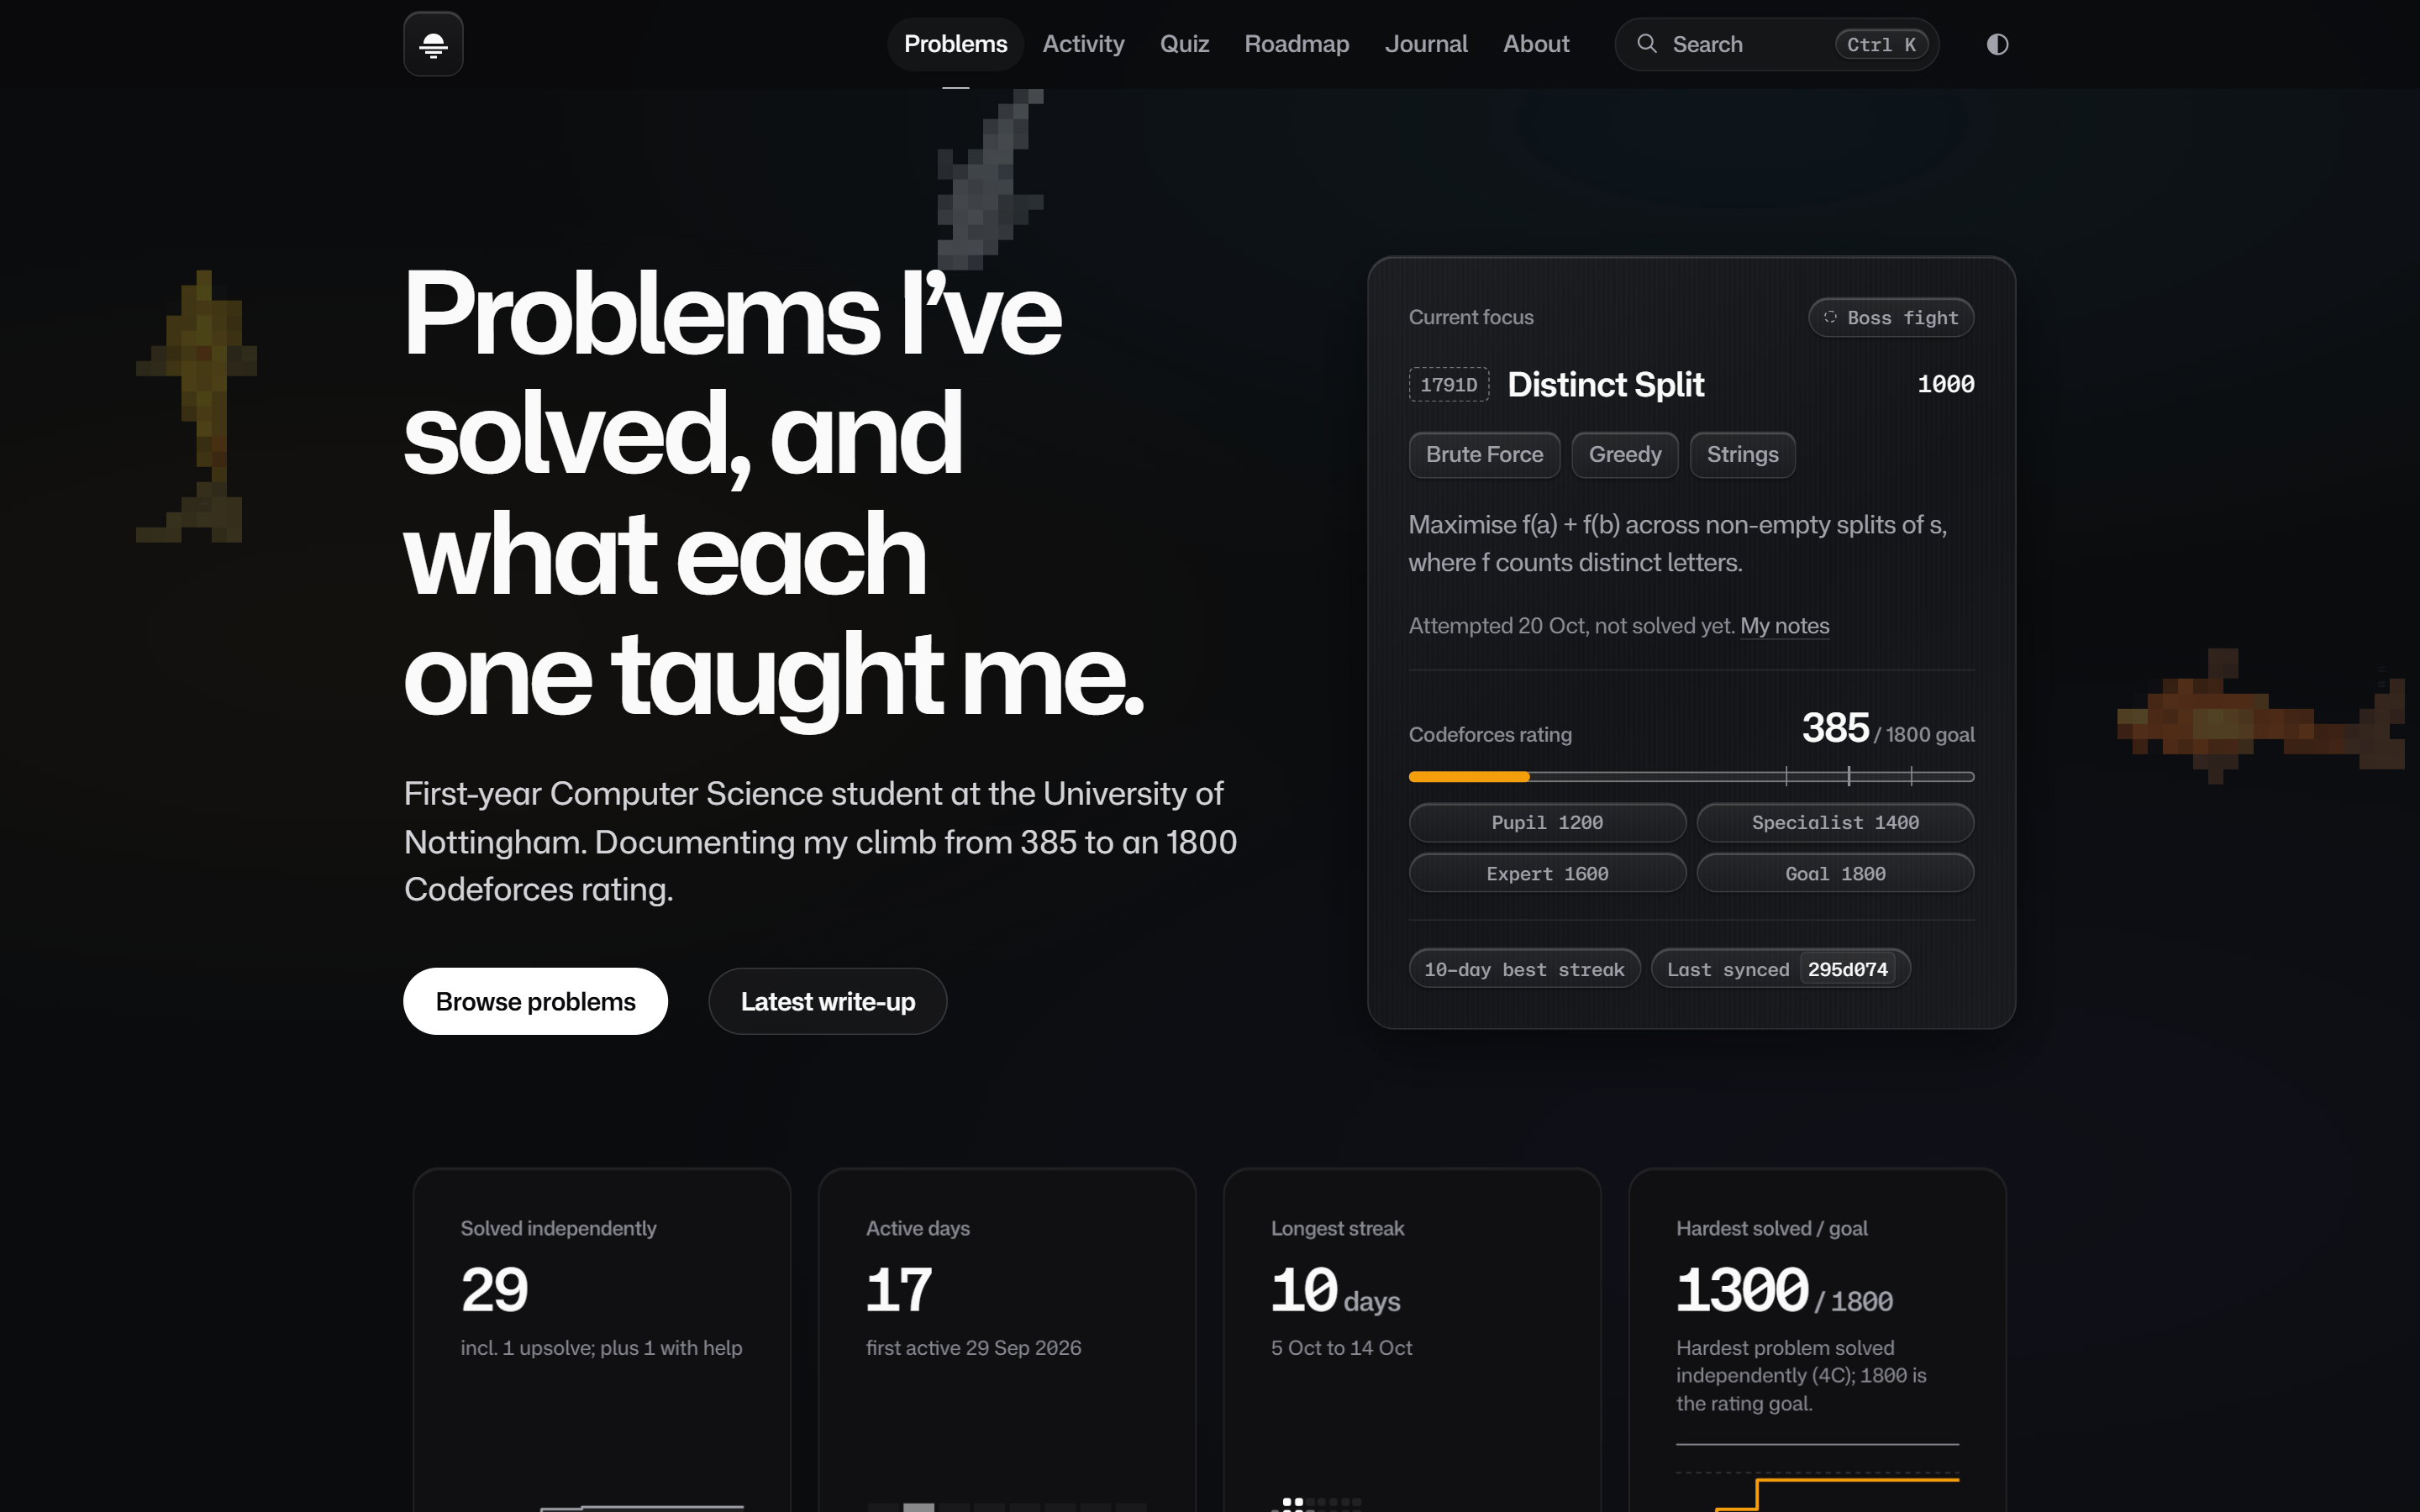 Problems
Activity
Quiz
Roadmap
Journal
About
Search
Ctrl K
Problems I’ve
solved, and
what each
one taught me.
First-year Computer Science student at the University of
Nottingham. Documenting my climb from 385 to an 1800
Codeforces rating.
Browse problems
Latest write-up
Current focus
Boss fight
1791D Distinct Split 1000
Brute Force
Greedy
Strings
Maximise f(a) + f(b) across non-empty splits of s,
where f counts distinct letters.
Attempted 20 Oct, not solved yet. My notes
Codeforces rating
385 / 1800 goal
Pupil 1200
Specialist 1400
Expert 1600
Goal 1800
10-day best streak
Last synced 295d074
Solved independently
29
incl. 1 upsolve; plus 1 with help
Active days
17
first active 29 Sep 2026
Longest streak
10 days
5 Oct to 14 Oct
Hardest solved / goal
1300 / 1800
Hardest problem solved
independently (4C); 1800 is
the rating goal.